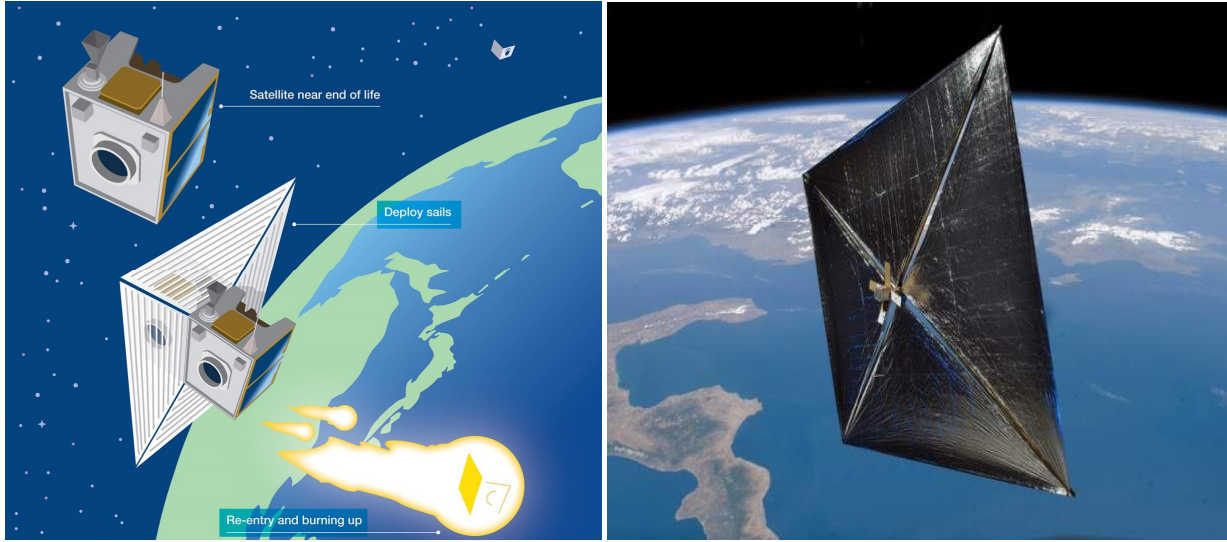 Satellite near end of life
Deploy sails
Re-entry and burning up